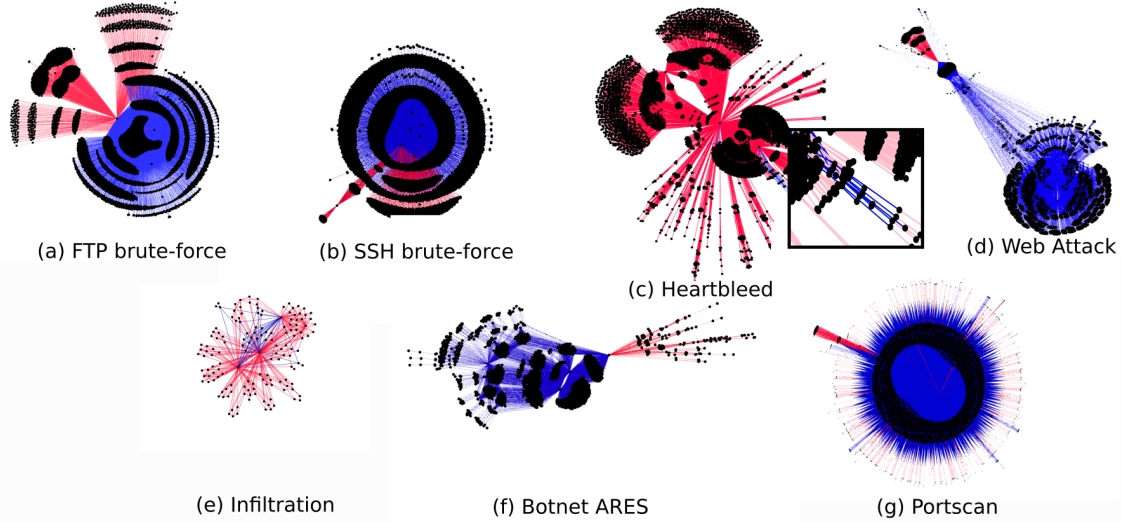 (a) FTP brute-force
(b) SSH brute-force
(c) Heartbleed
(d) Web Attack
(e) Infiltration
(f) Botnet ARES
(g) Portscan